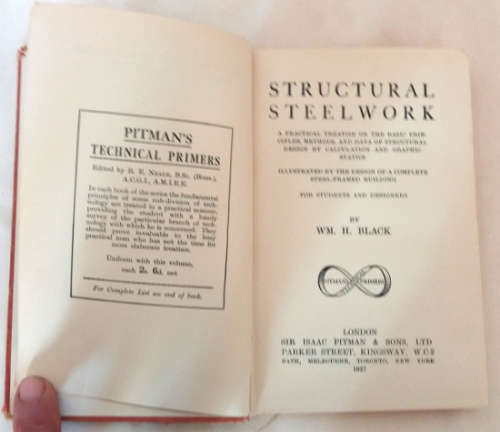 PITMAN'S
TECHNICAL PRIMERS
Edited by R. E. NEALE, B.Sc. (Hons.),
A.C.G.I., A.M.I.E.E.
In each book of the series the fundamental
principles of some sub-division of tech-
nology are treated in a practical manner,
providing the student with a handy
survey of the particular branch of tech-
nology with which he is concerned. They
should prove invaluable to the busy
practical man who has not the time for
more elaborate treatises.
Uniform with this volume,
each 2s. 6d. net
For Complete List see end of book.
STRUCTURAL
STEELWORK
A PRACTICAL TREATISE ON THE BASIC PRIN-
CIPLES, METHODS, AND DATA OF STRUCTURAL
DESIGN BY CALCULATION AND GRAPHIC
STATICS
ILLUSTRATED BY THE DESIGN OF A COMPLETE
STEEL-FRAMED BUILDING
FOR STUDENTS AND DESIGNERS
BY
WM. H. BLACK
PITMAN'S PRIMERS
LONDON
SIR ISAAC PITMAN & SONS, LTD
PARKER STREET, KINGSWAY, W.C.2
BATH, MELBOURNE, TORONTO, NEW YORK
1927